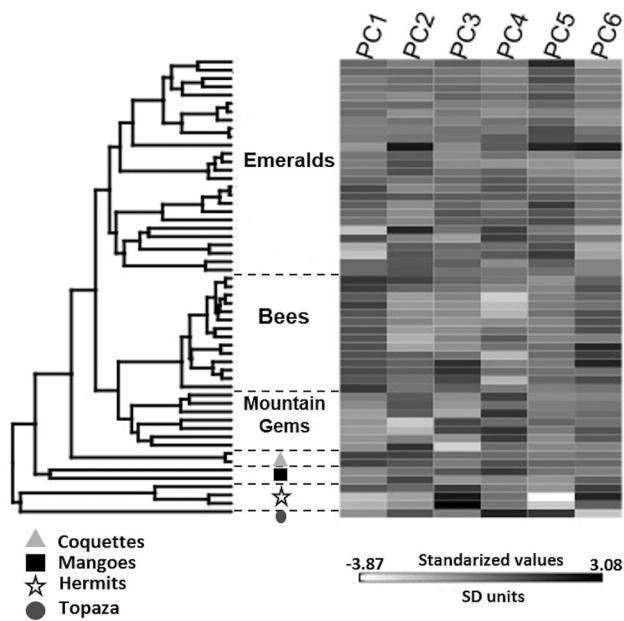 PC1 PC2 PC3 PC4 PC5 PC6
Emeralds
Bees
Mountain
Gems
Coquettes
Mangoes
Hermits
Topaza
-3.87 Standarized values 3.08
SD units